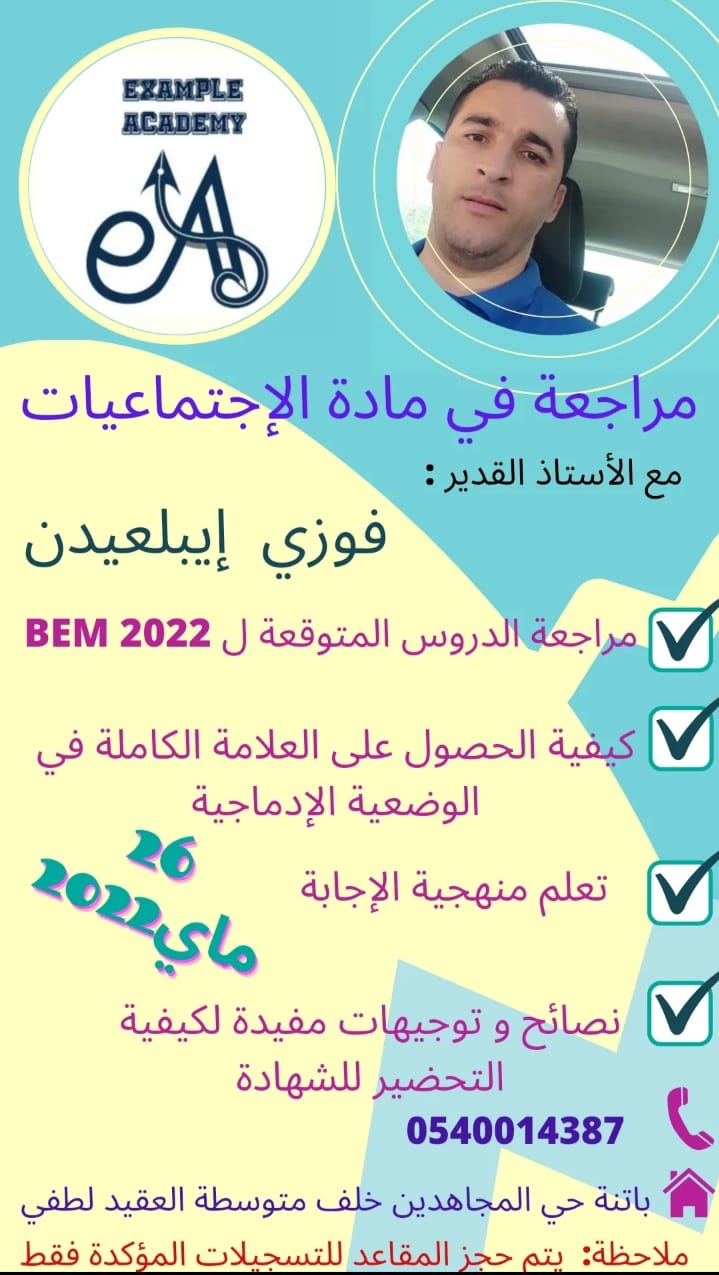 EXAMPLE
ACADEMY
eA
مراجعة في مادة الإجتماعيات
مع الأستاذ القدير :
فوزي إيبلعيدن
مراجعة الدروس المتوقعة ل BEM 2022
كيفية الحصول على العلامة الكاملة في
الوضعية الإدماجية
26
ماي2022
تعلم منهجية الإجابة
نصائح و توجيهات مفيدة لكيفية
التحضير للشهادة
0540014387
باتنة حي المجاهدين خلف متوسطة العقيد لطفي
ملاحظة: يتم حجز المقاعد للتسجيلات المؤكدة فقط